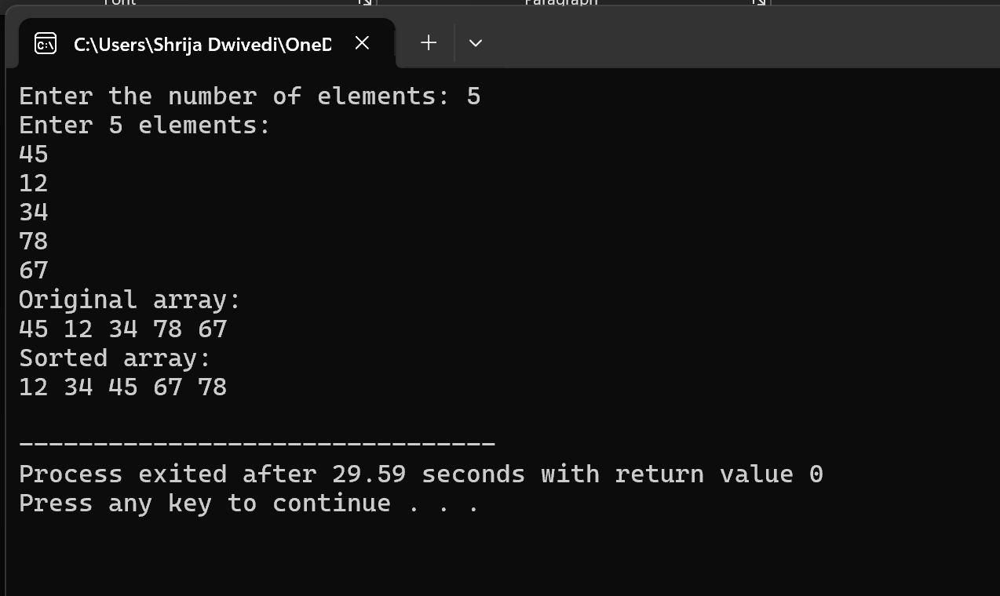 Font Paragraph
C:\Users\Shrija Dwivedi\OneD
Enter the number of elements: 5
Enter 5 elements:
45
12
34
78
67
Original array:
45 12 34 78 67
Sorted array:
12 34 45 67 78
--------------------------------
Process exited after 29.59 seconds with return value 0
Press any key to continue . . .